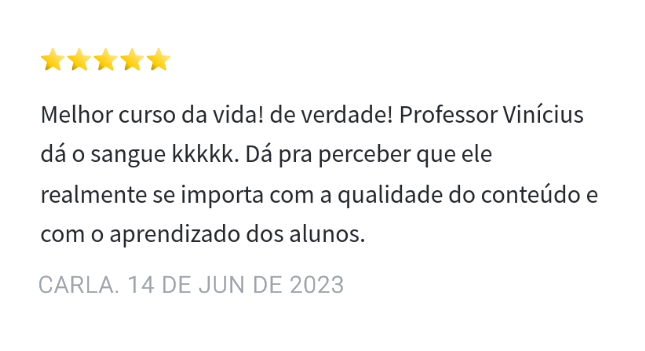 Melhor curso da vida! de verdade! Professor Vinícius
dá o sangue kkkkk. Dá pra perceber que ele
realmente se importa com a qualidade do conteúdo e
com o aprendizado dos alunos.
CARLA. 14 DE JUN DE 2023